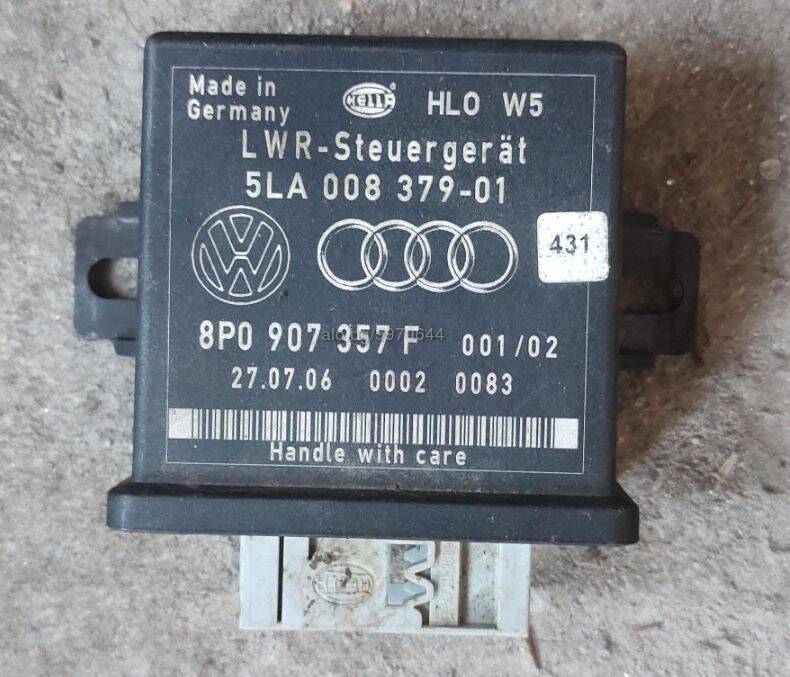 Made in
Germany
HELLA
HLO W5
LWR-Steuergerät
5LA 008 379-01
431
8P0 907 357 F 001/02
27.07.06 0002 0083
Handle with care
HELLA